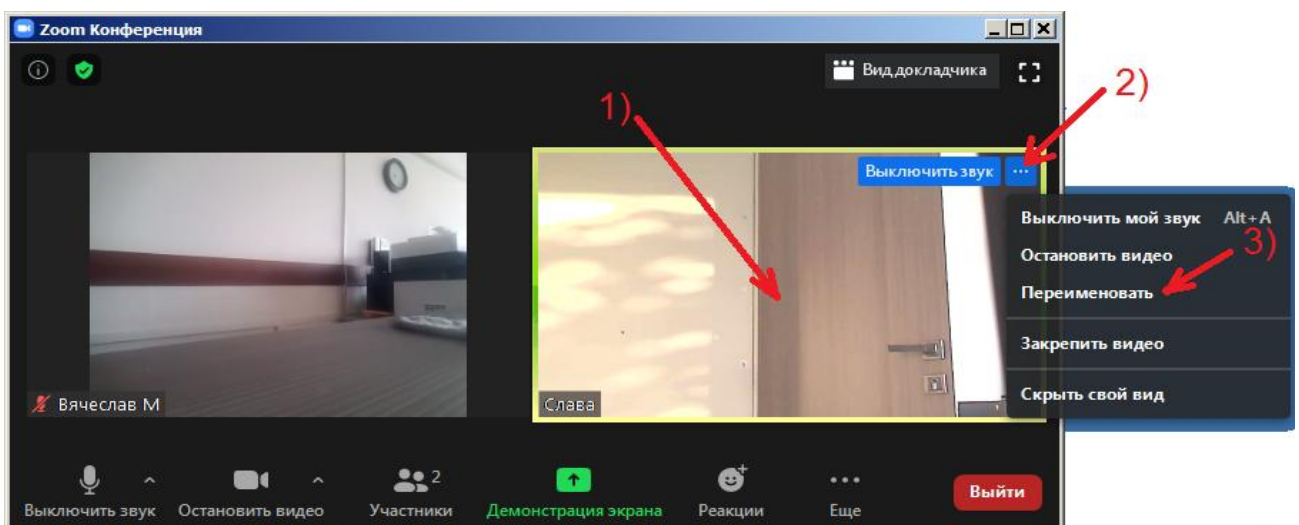 Zoom Конференция
Вид докладчика
1)
2)
Выключить звук ...
Выключить мой звук Alt+A
Остановить видео
3)
Переименовать
Закрепить видео
Скрыть свой вид
Вячеслав М
Слава
2
Выключить звук Остановить видео Участники Демонстрация экрана Реакции Еще Выйти